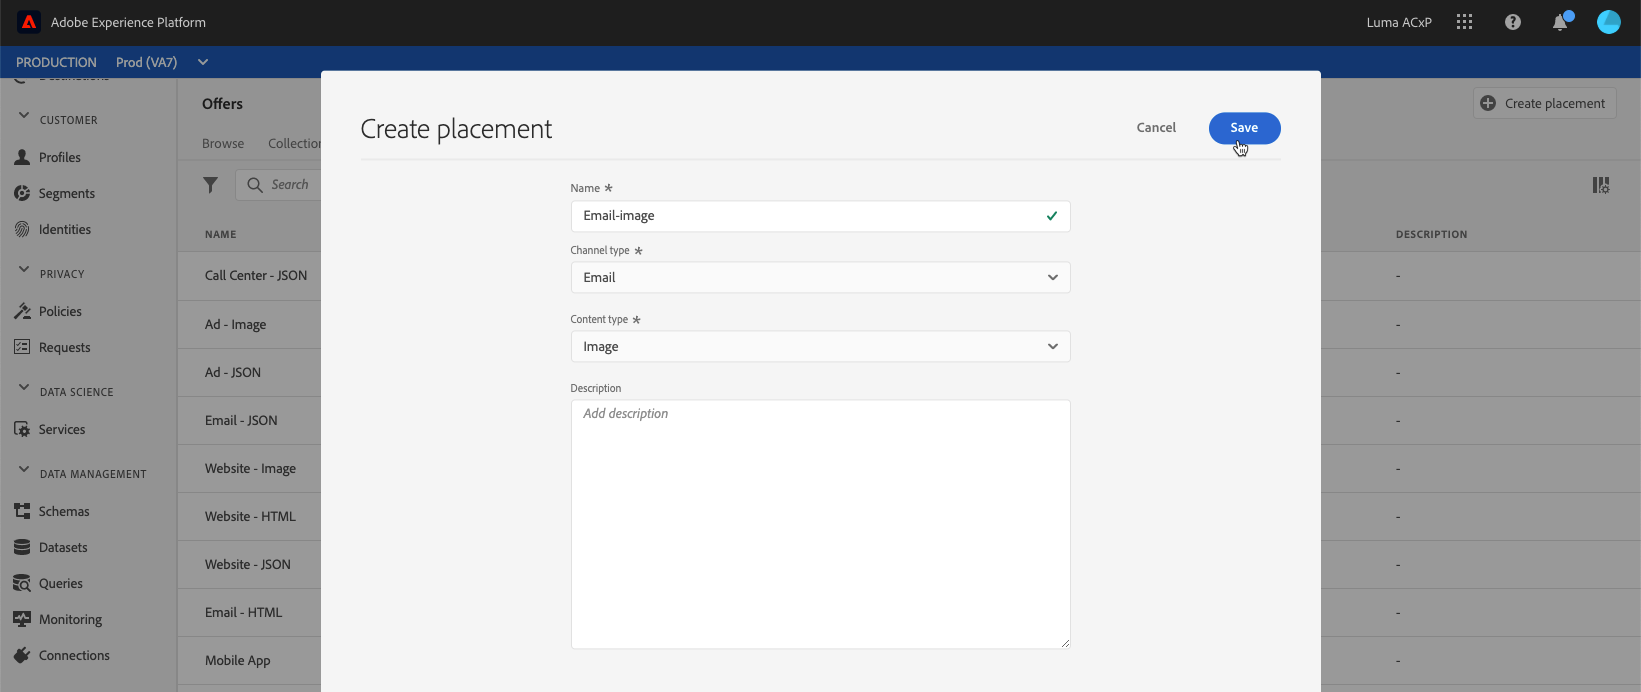 Adobe Experience Platform
Luma ACxP
PRODUCTION Prod (VA7)
Destinations
CUSTOMER
Profiles
Segments
Identities
PRIVACY
Policies
Requests
DATA SCIENCE
Services
DATA MANAGEMENT
Schemas
Datasets
Queries
Monitoring
Connections
Offers
Create placement
Browse
Search
NAME
DESCRIPTION
Call Center - JSON
-
Ad - Image
-
Ad - JSON
-
Email - JSON
-
Website - Image
-
Website - HTML
-
Website - JSON
-
Email - HTML
-
Mobile App
-
Create placement
Cancel
Save
Name *
Email-image
Channel type *
Email
Content type *
Image
Description
Add description